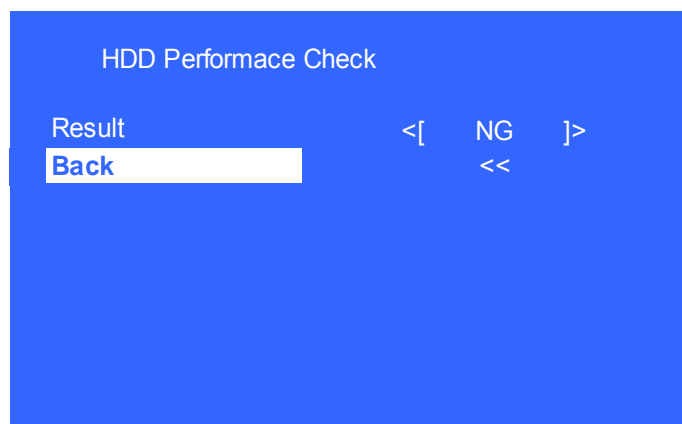 HDD Performace Check
Result <[ NG ]>
Back <<